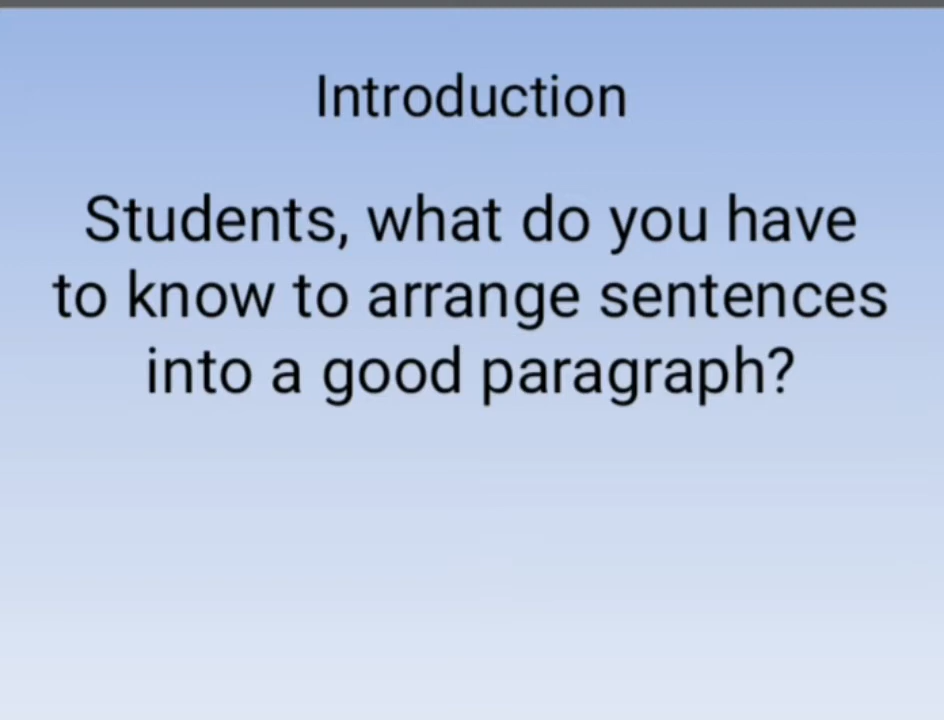 Introduction
Students, what do you have
to know to arrange sentences
into a good paragraph?